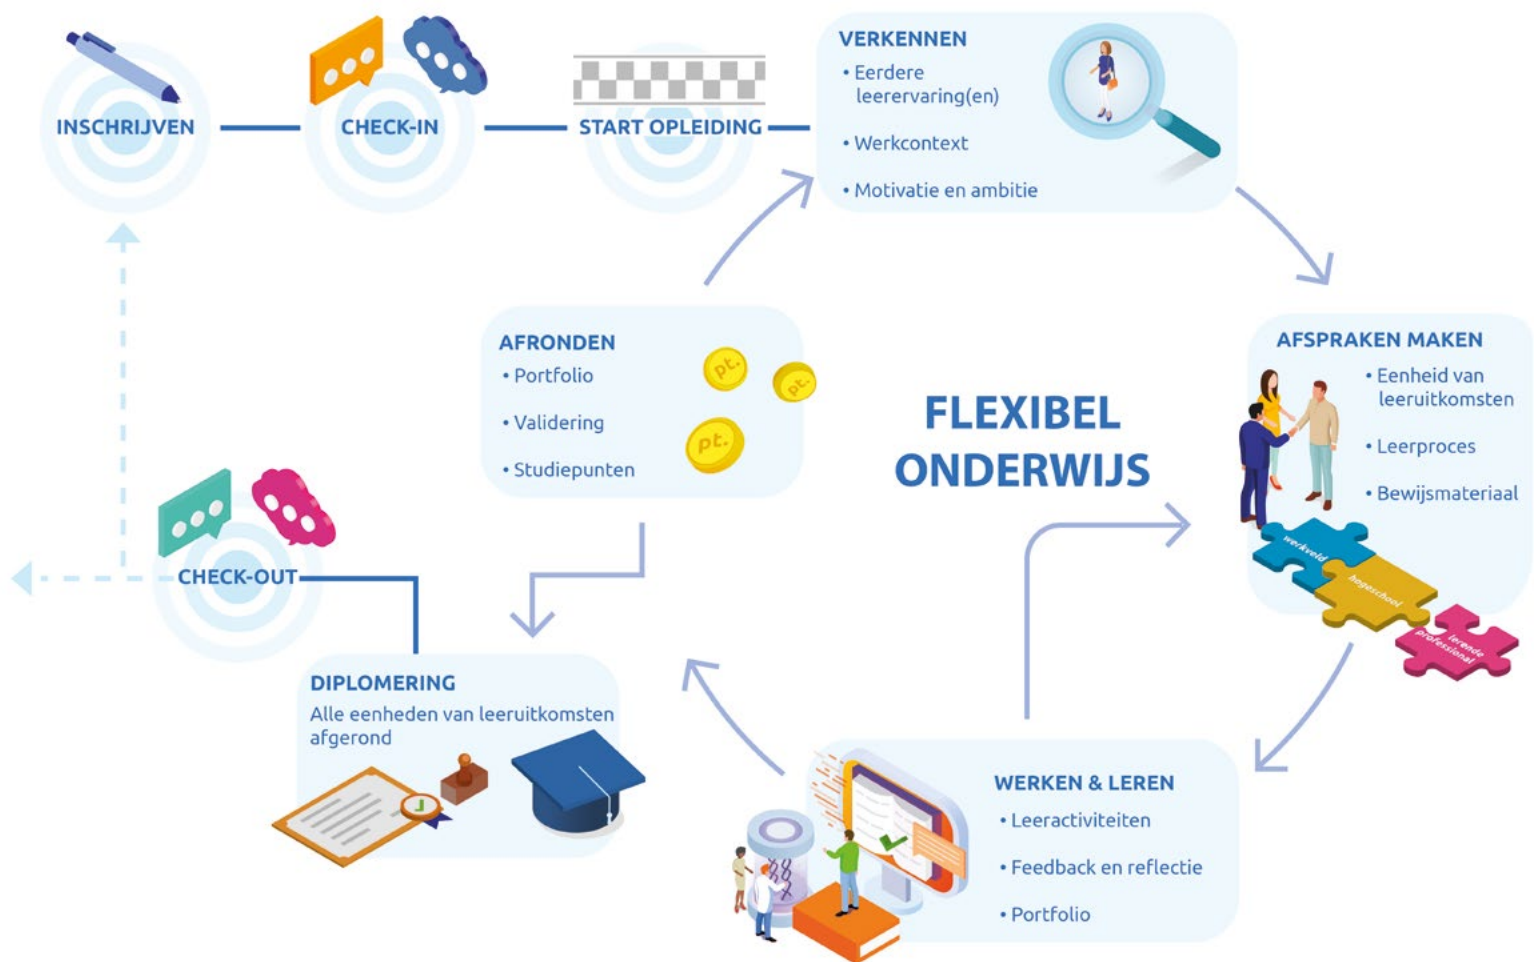 INSCHRIJVEN
CHECK-IN
START OPLEIDING
VERKENNEN
• Eerdere
leerervaring(en)
• Werkcontext
• Motivatie en ambitie
AFSPRAKEN MAKEN
• Eenheid van
leeruitkomsten
• Leerproces
• Bewijsmateriaal
werkveld
hogeschool
lerende
professional
FLEXIBEL
ONDERWIJS
AFRONDEN
• Portfolio
• Validering
• Studiepunten
pt.
pt.
pt.
CHECK-OUT
DIPLOMERING
Alle eenheden van leeruitkomsten
afgerond
WERKEN & LEREN
• Leeractiviteiten
• Feedback en reflectie
• Portfolio